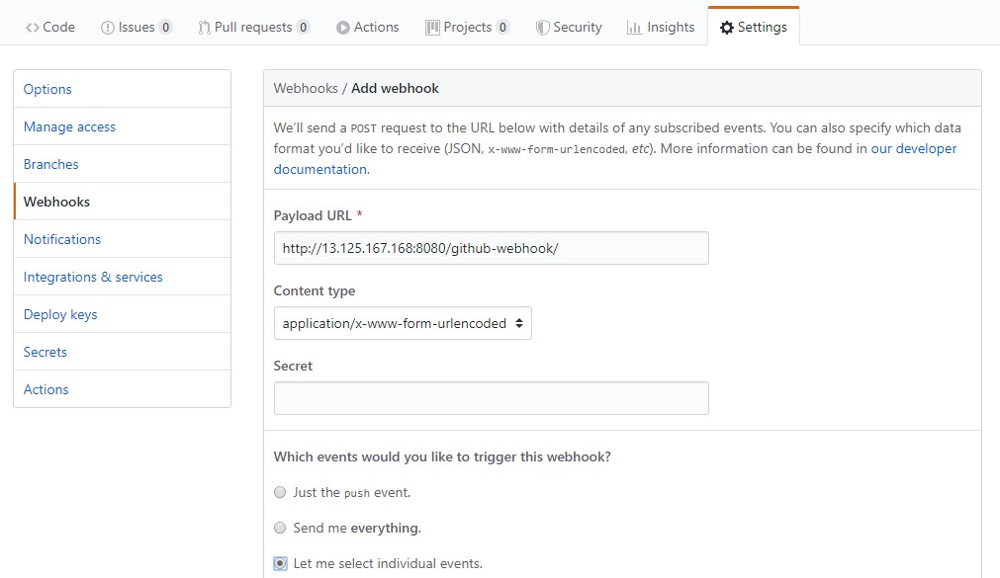 Code Issues 0 Pull requests 0 Actions Projects 0 Security Insights Settings
Options
Manage access
Branches
Webhooks
Notifications
Integrations & services
Deploy keys
Secrets
Actions
Webhooks / Add webhook
We’ll send a POST request to the URL below with details of any subscribed events. You can also specify which data
format you’d like to receive (JSON, x-www-form-urlencoded, etc). More information can be found in our developer
documentation.
Payload URL *
http://13.125.167.168:8080/github-webhook/
Content type
application/x-www-form-urlencoded
Secret
Which events would you like to trigger this webhook?
Just the push event.
Send me everything.
Let me select individual events.